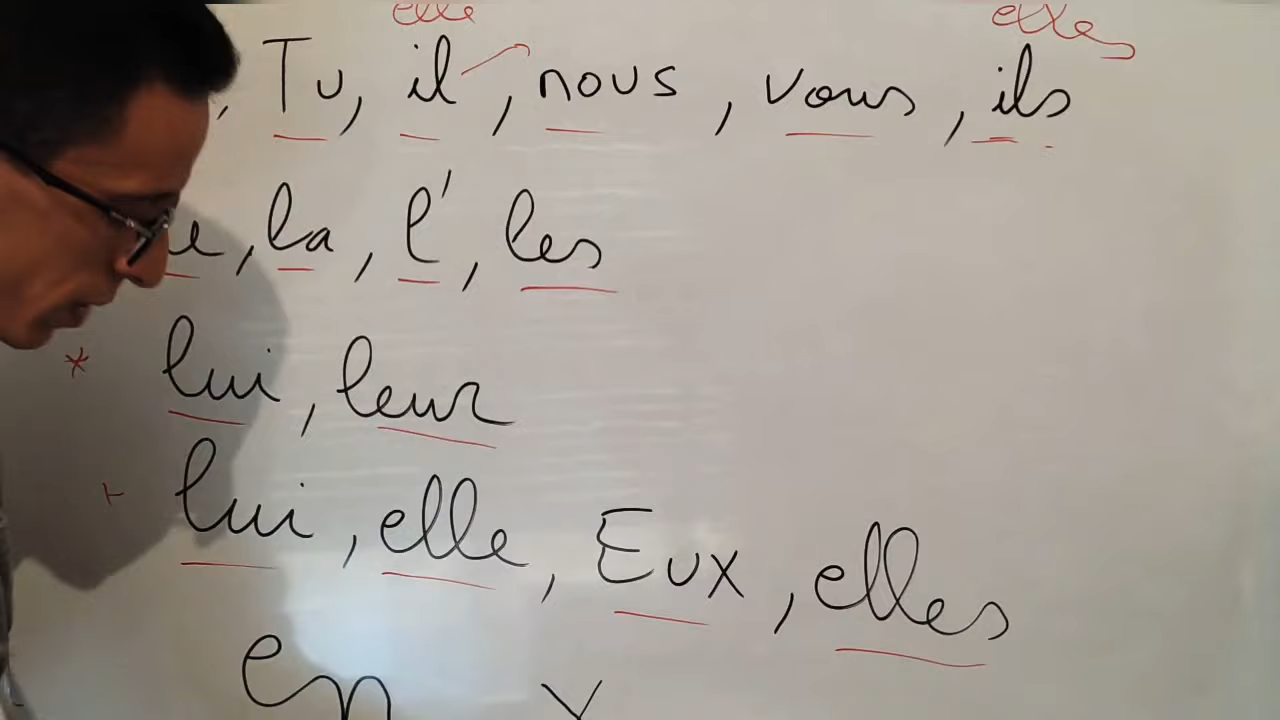 elle elles
, Tu, il, nous, vous, ils
e, la, l', les
* lui, leur
lui, elle, Eux, elles
en y